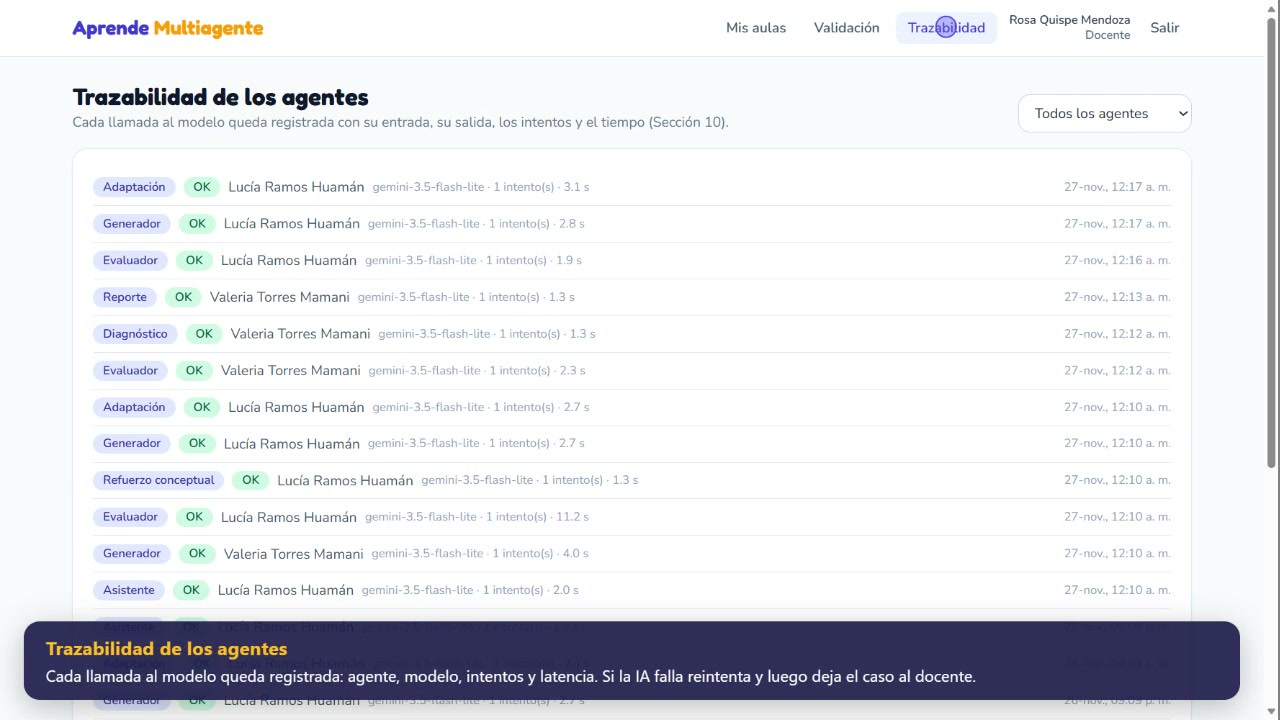 Aprende Multiagente
Mis aulas
Validación
Trazabilidad
Rosa Quispe Mendoza
Docente
Salir
Trazabilidad de los agentes
Cada llamada al modelo queda registrada con su entrada, su salida, los intentos y el tiempo (Sección 10).
Todos los agentes
Adaptación OK Lucía Ramos Huamán gemini-3.5-flash-lite · 1 intento(s) · 3.1 s 27-nov., 12:17 a. m.
Generador OK Lucía Ramos Huamán gemini-3.5-flash-lite · 1 intento(s) · 2.8 s 27-nov., 12:17 a. m.
Evaluador OK Lucía Ramos Huamán gemini-3.5-flash-lite · 1 intento(s) · 1.9 s 27-nov., 12:16 a. m.
Reporte OK Valeria Torres Mamani gemini-3.5-flash-lite · 1 intento(s) · 1.3 s 27-nov., 12:13 a. m.
Diagnóstico OK Valeria Torres Mamani gemini-3.5-flash-lite · 1 intento(s) · 1.3 s 27-nov., 12:12 a. m.
Evaluador OK Valeria Torres Mamani gemini-3.5-flash-lite · 1 intento(s) · 2.3 s 27-nov., 12:12 a. m.
Adaptación OK Lucía Ramos Huamán gemini-3.5-flash-lite · 1 intento(s) · 2.7 s 27-nov., 12:10 a. m.
Generador OK Lucía Ramos Huamán gemini-3.5-flash-lite · 1 intento(s) · 2.7 s 27-nov., 12:10 a. m.
Refuerzo conceptual OK Lucía Ramos Huamán gemini-3.5-flash-lite · 1 intento(s) · 1.3 s 27-nov., 12:10 a. m.
Evaluador OK Lucía Ramos Huamán gemini-3.5-flash-lite · 1 intento(s) · 11.2 s 27-nov., 12:10 a. m.
Generador OK Valeria Torres Mamani gemini-3.5-flash-lite · 1 intento(s) · 4.0 s 27-nov., 12:10 a. m.
Asistente OK Lucía Ramos Huamán gemini-3.5-flash-lite · 1 intento(s) · 2.0 s 27-nov., 12:10 a. m.
Trazabilidad de los agentes
Cada llamada al modelo queda registrada: agente, modelo, intentos y latencia. Si la IA falla reintenta y luego deja el caso al docente.